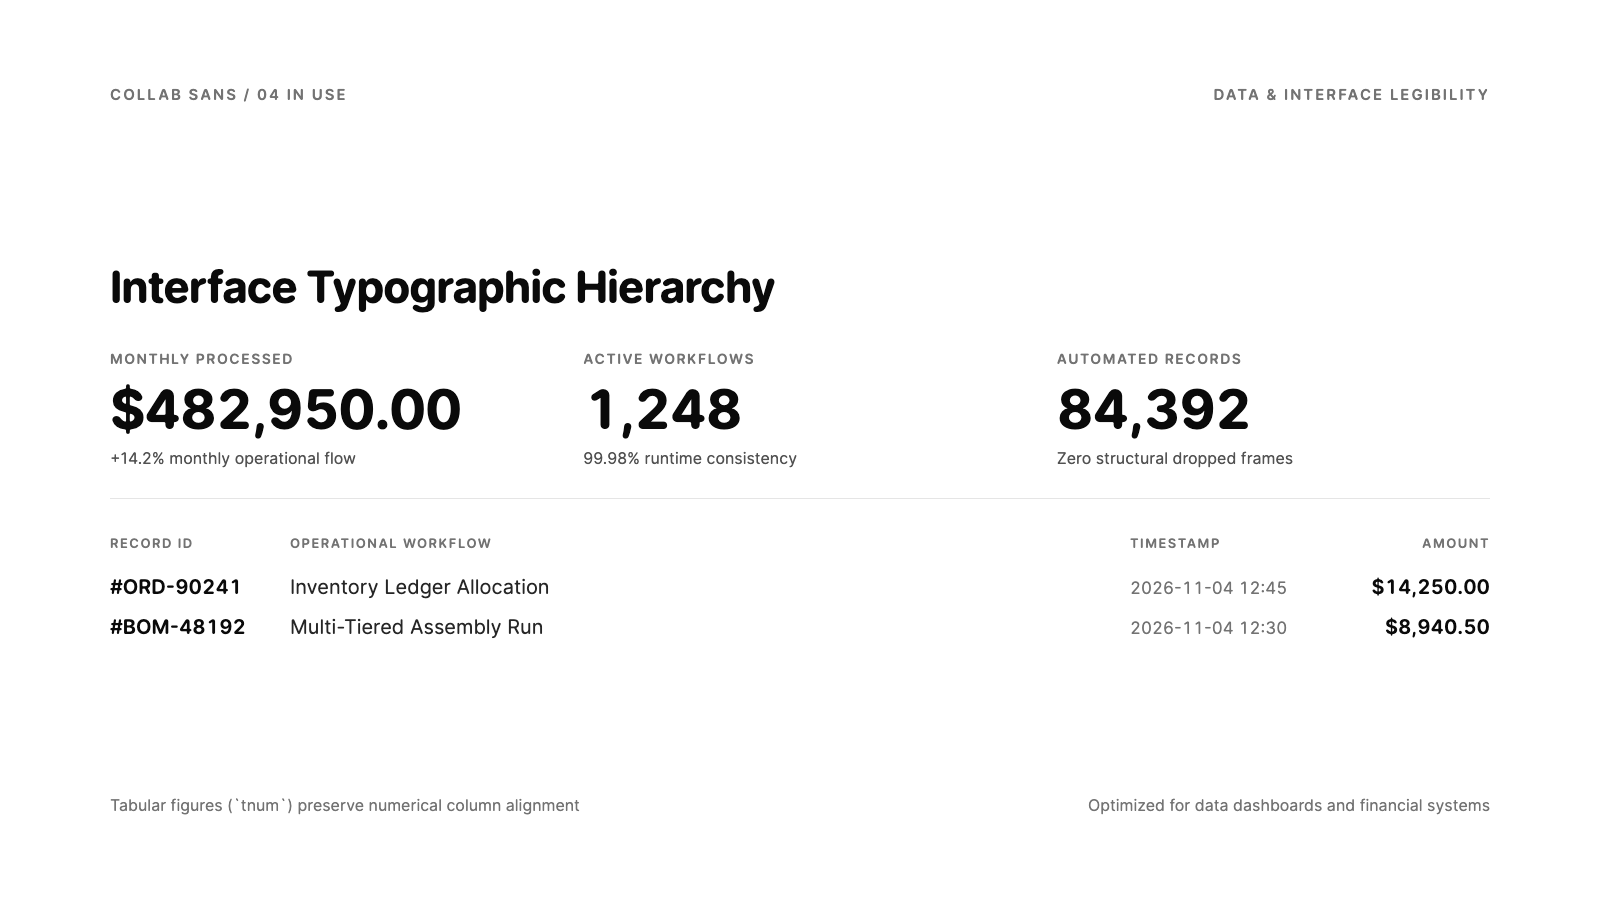 COLLAB SANS / 04 IN USE
DATA & INTERFACE LEGIBILITY
Interface Typographic Hierarchy
MONTHLY PROCESSED
$482,950.00
+14.2% monthly operational flow
ACTIVE WORKFLOWS
1,248
99.98% runtime consistency
AUTOMATED RECORDS
84,392
Zero structural dropped frames
RECORD ID OPERATIONAL WORKFLOW TIMESTAMP AMOUNT
#ORD-90241 Inventory Ledger Allocation 2026-11-04 12:45 $14,250.00
#BOM-48192 Multi-Tiered Assembly Run 2026-11-04 12:30 $8,940.50
Tabular figures (`tnum`) preserve numerical column alignment
Optimized for data dashboards and financial systems